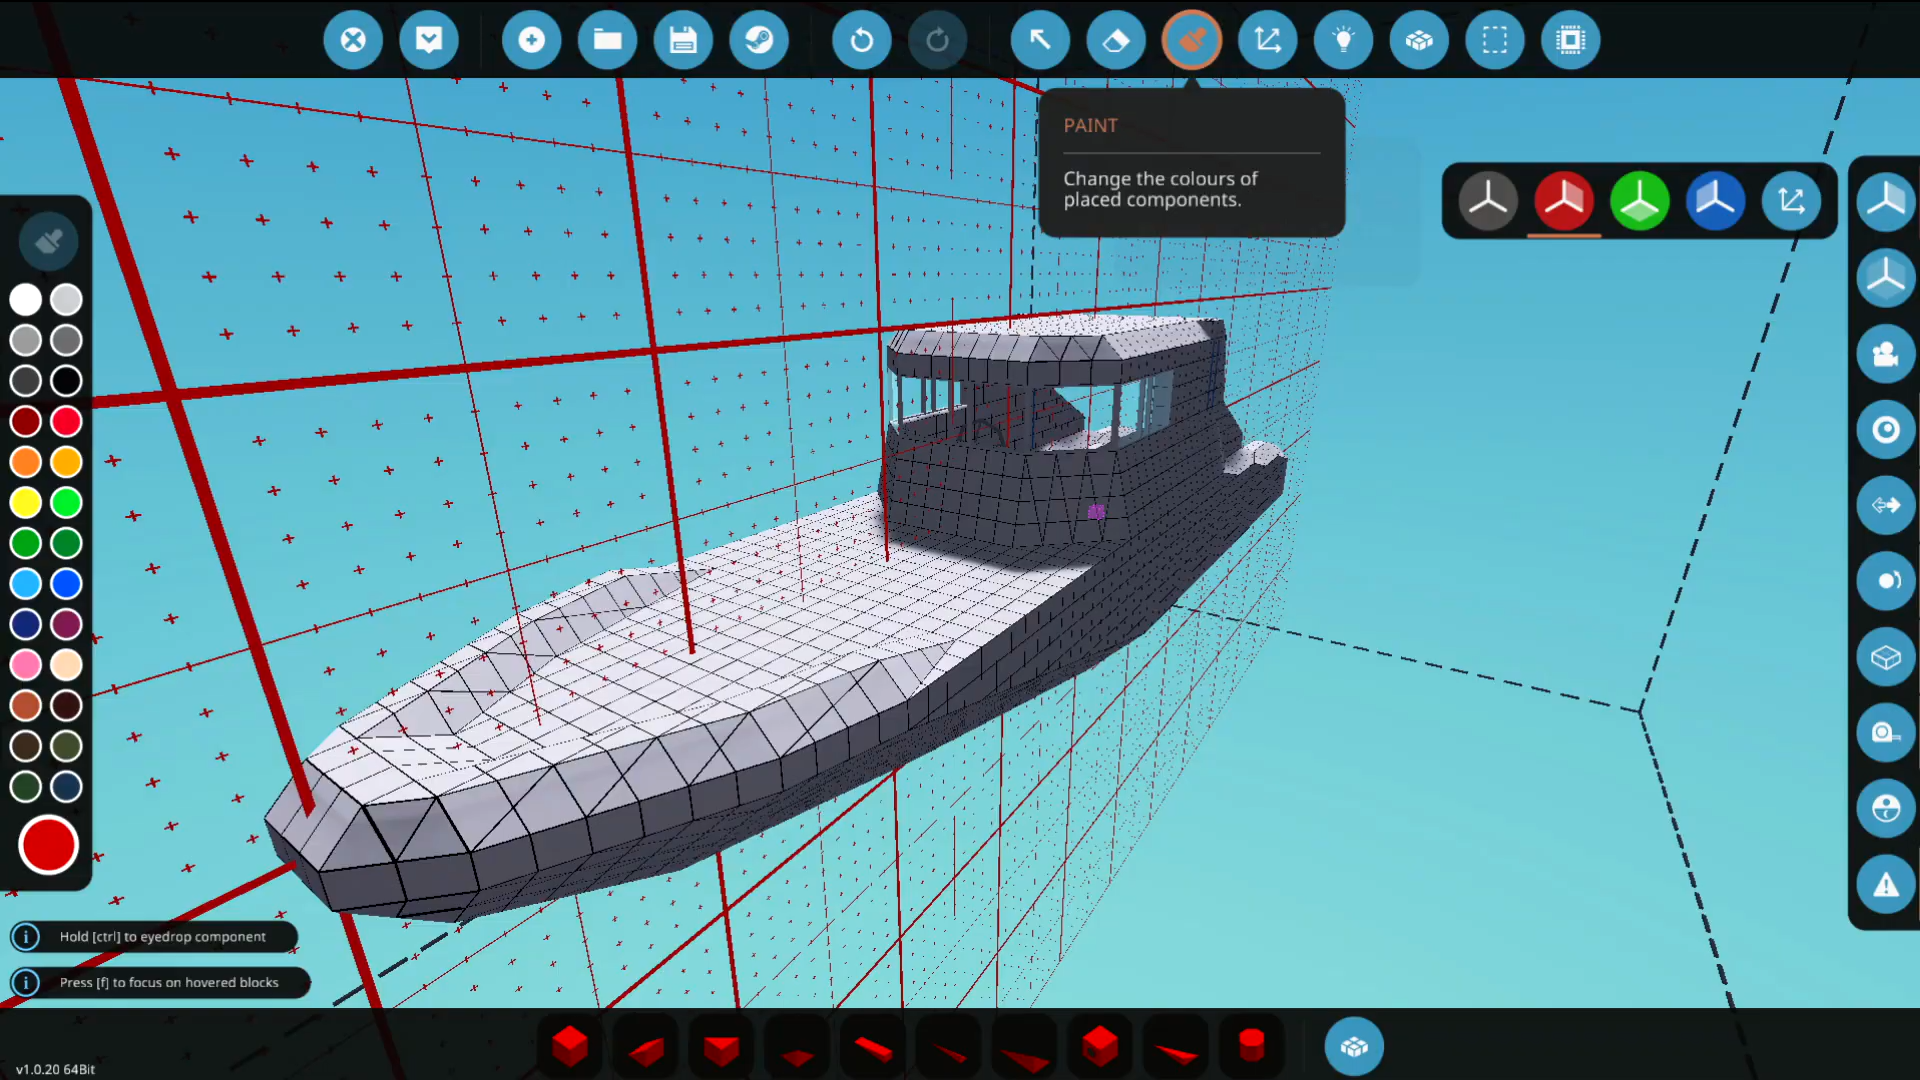 PAINT
Change the colours of
placed components.
Hold [ctrl] to eyedrop component
Press [f] to focus on hovered blocks
v1.0.20 64Bit